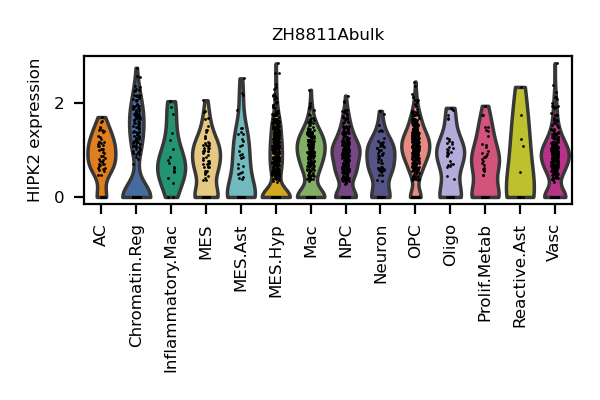 ZH8811Abulk
HIPK2 expression
2
0
AC
Chromatin.Reg
Inflammatory.Mac
MES
MES.Ast
MES.Hyp
Mac
NPC
Neuron
OPC
Oligo
Prolif.Metab
Reactive.Ast
Vasc